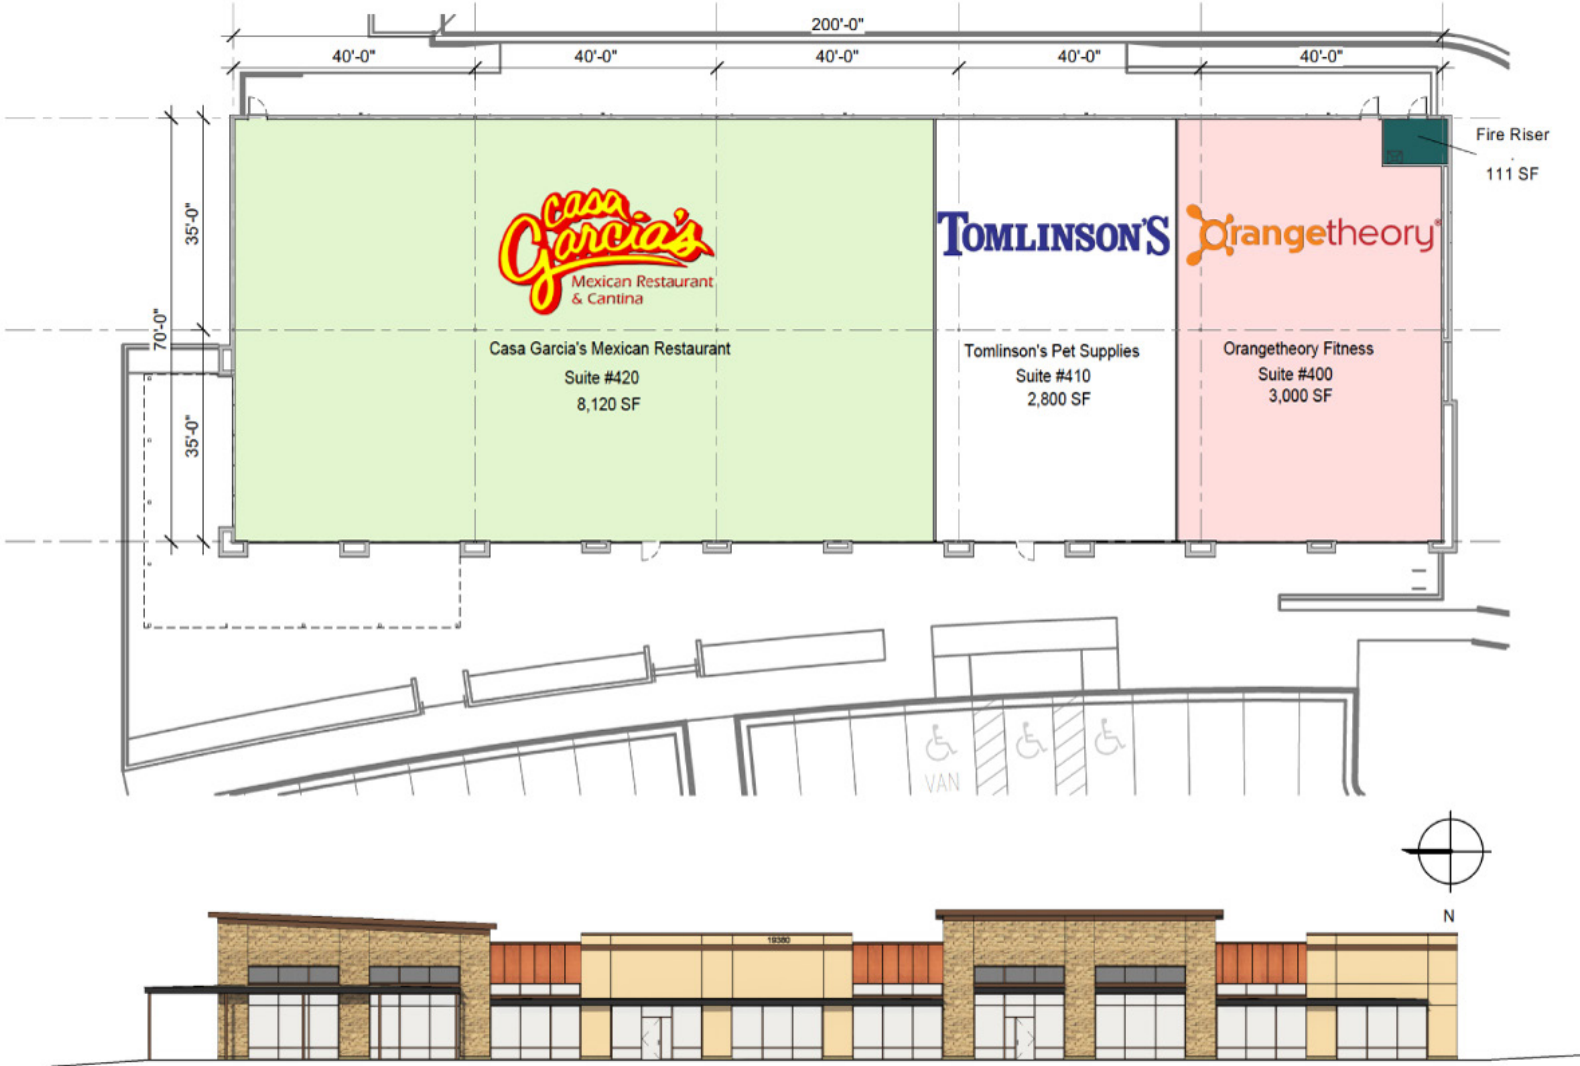 200'-0"
40'-0"
40'-0"
40'-0"
40'-0"
40'-0"
Fire Riser
111 SF
35'-0"
70'-0"
35'-0"
casa
Garcia's
Mexican Restaurant
& Cantina
TOMLINSON'S
Orangetheory®
Casa Garcia's Mexican Restaurant
Suite #420
8,120 SF
Tomlinson's Pet Supplies
Suite #410
2,800 SF
Orangetheory Fitness
Suite #400
3,000 SF
VAN
N
19380